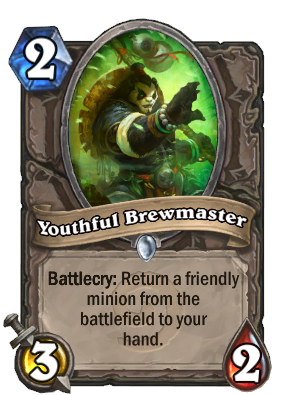 2
Youthful Brewmaster
Battlecry: Return a friendly
minion from the
battlefield to your
hand.
3
2